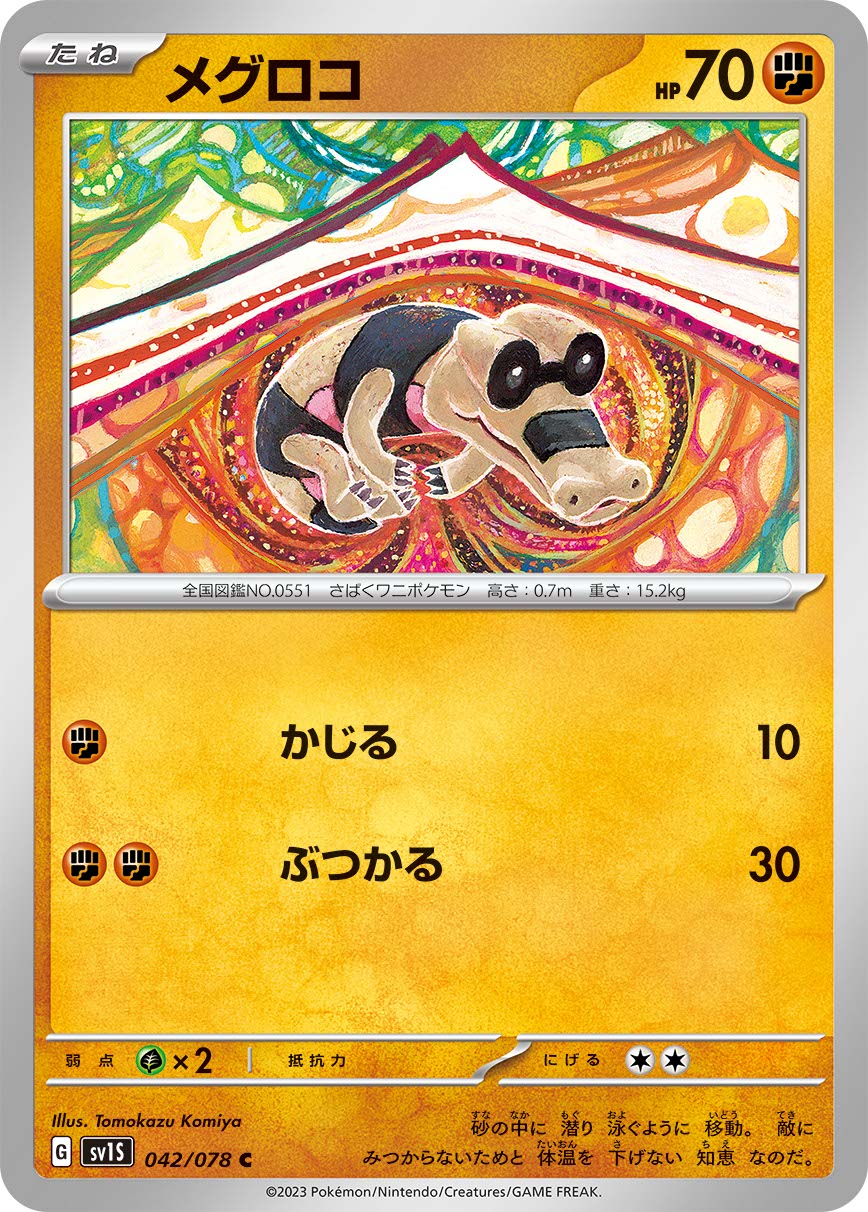 たね メグロコ HP70
全国図鑑NO.0551 さばくワニポケモン 高さ:0.7m 重さ:15.2kg
かじる 10
ぶつかる 30
弱点 ×2 抵抗力 にげる
Illus. Tomokazu Komiya
砂の中に 潜り 泳ぐように 移動。 敵に
みつからないためと 体温を 下げない 知恵 なのだ。
G sv1S 042/078 C
©2023 Pokémon/Nintendo/Creatures/GAME FREAK.